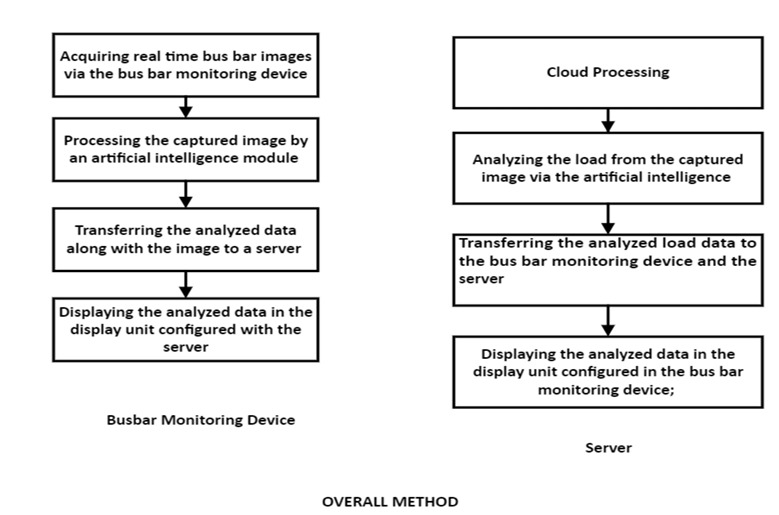 Acquiring real time bus bar images
via the bus bar monitoring device
Processing the captured image by
an artificial intelligence module
Transferring the analyzed data
along with the image to a server
Displaying the analyzed data in the
display unit configured with the
server
Busbar Monitoring Device
Cloud Processing
Analyzing the load from the captured
image via the artificial intelligence
Transferring the analyzed load data to
the bus bar monitoring device and the
server
Displaying the analyzed data in the
display unit configured in the bus bar
monitoring device;
Server
OVERALL METHOD